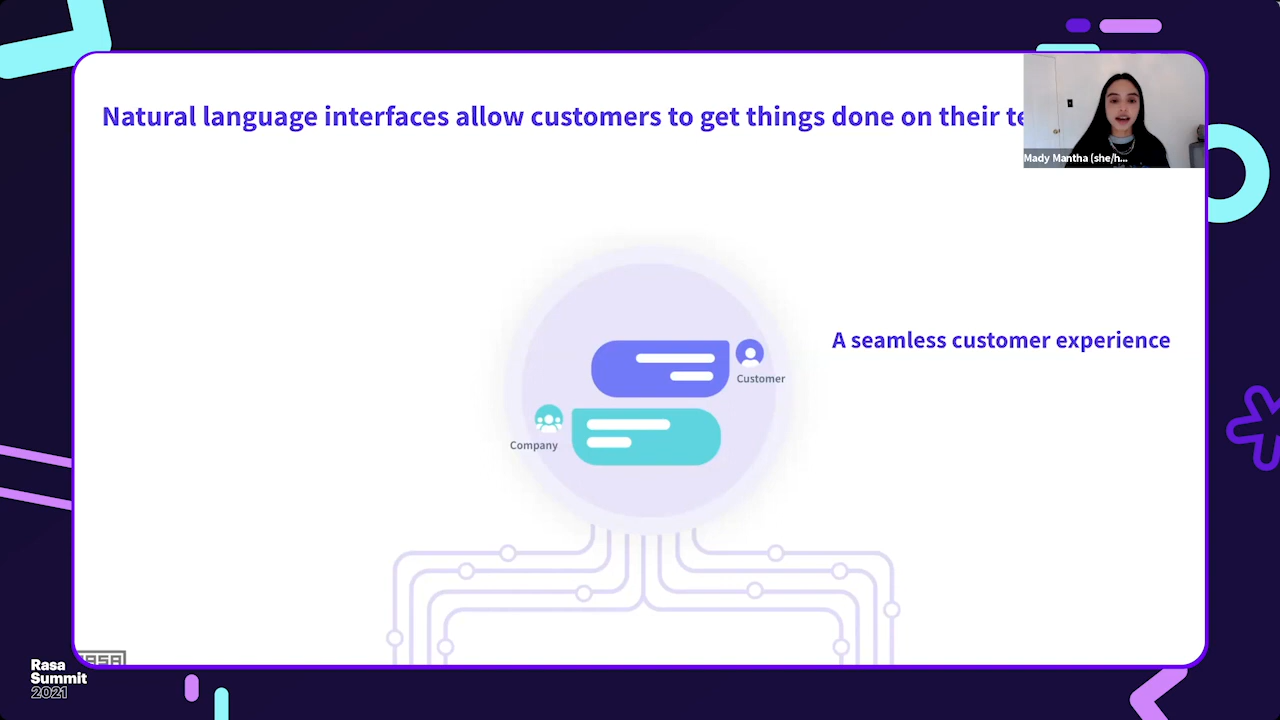 Natural language interfaces allow customers to get things done on their
Mady Mantha (she/h...
A seamless customer experience
Customer
Company
RASA
Rasa
Summit
2021